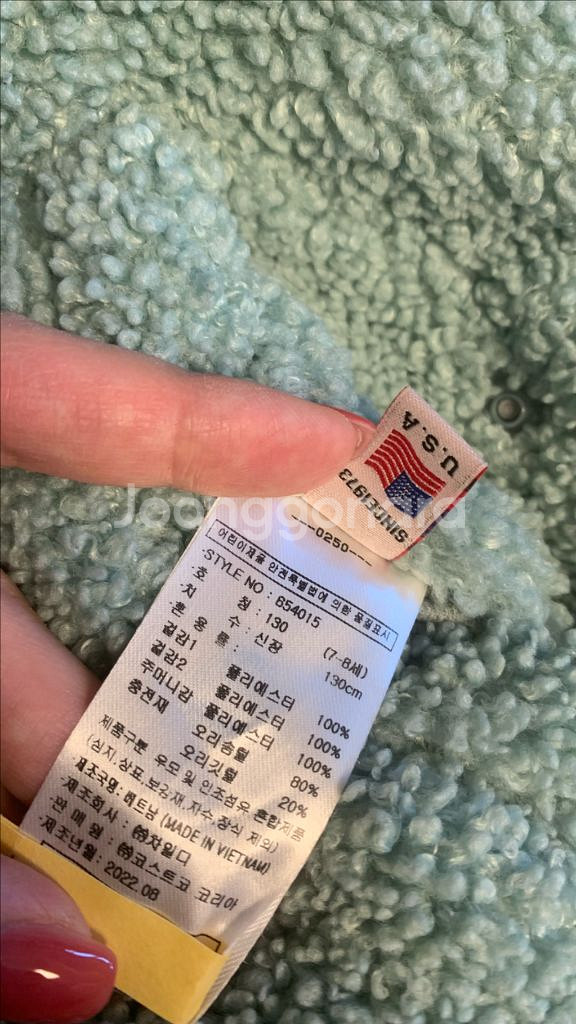 U.S.A
SINCE1973
Joonggonara
---0250---
어린이제품 안전특별법에 의한 품질표시
·STYLE NO : 854015
·호 칭 : 130 (7-8세)
·치 수 : 신장 130cm
·혼 용 률 :
겉감1 폴리에스터 100%
겉감2 폴리에스터 100%
주머니감 폴리에스터 100%
충전재 오리솜털 80%
오리깃털 20%
제품구분 우모 및 인조섬유 혼합제품
(심지, 상표, 보강재, 자수, 장식 제외)
·제조국명 : 베트남 (MADE IN VIETNAM)
·제조회사 : ㈜차일디
·판 매 원 : ㈜코스트코 코리아
·제조년월 : 2022.08